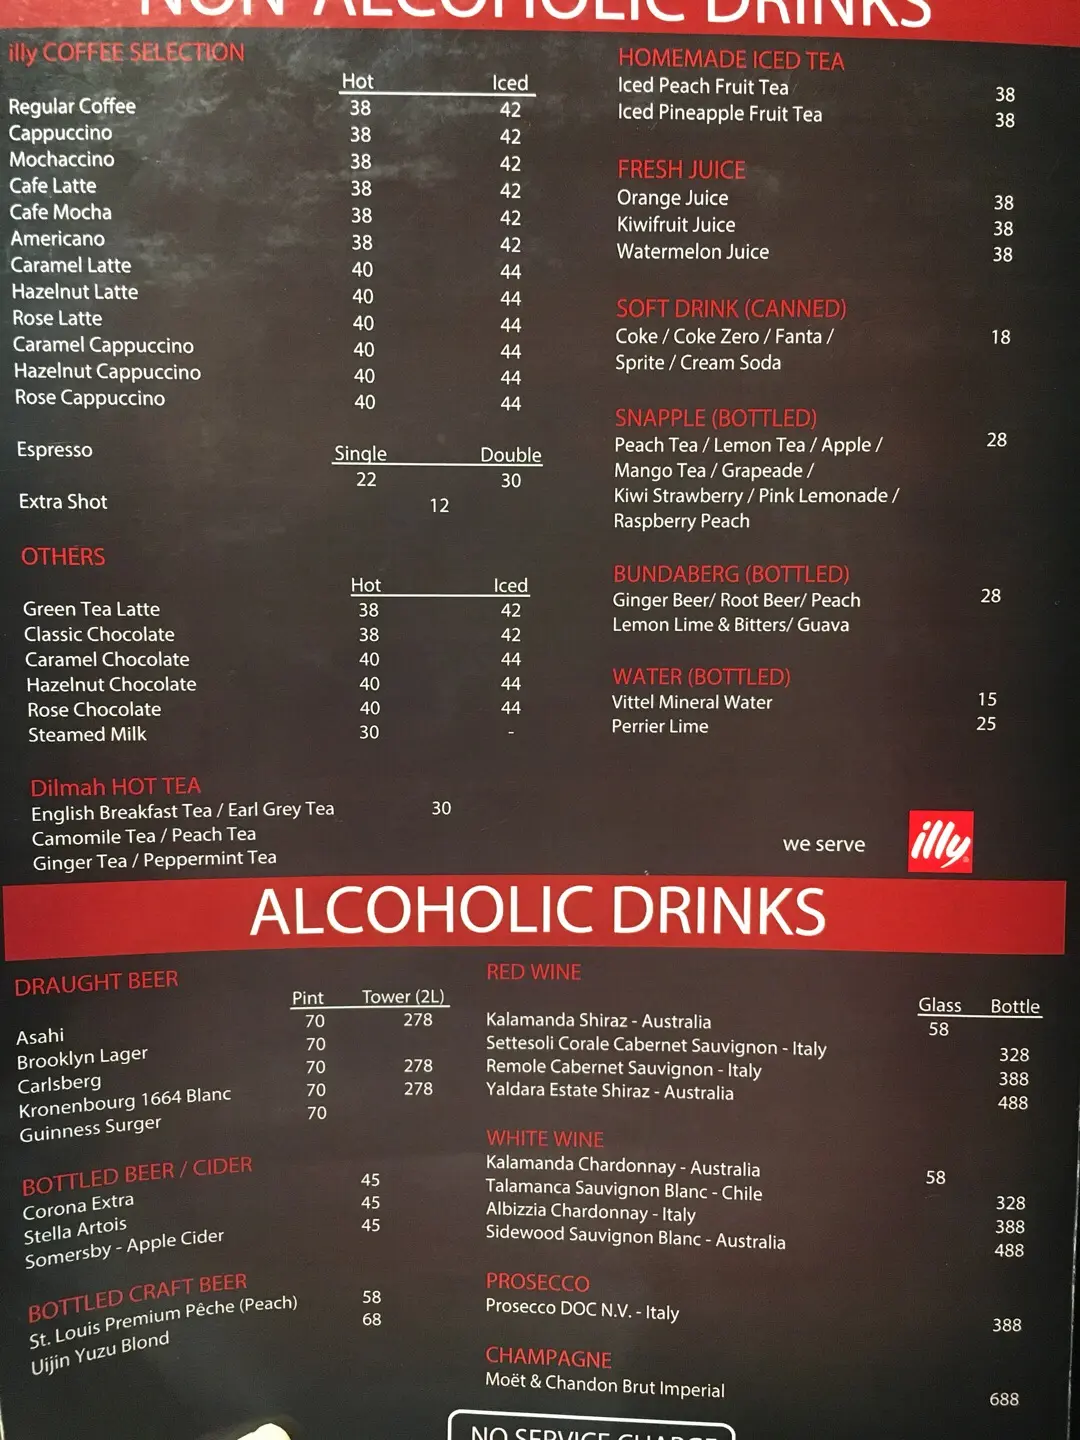 NON-ALCOHOLIC DRINKS
illy COFFEE SELECTION
Hot Iced
Regular Coffee 38 42
Cappuccino 38 42
Mochaccino 38 42
Cafe Latte 38 42
Cafe Mocha 38 42
Americano 38 42
Caramel Latte 40 44
Hazelnut Latte 40 44
Rose Latte 40 44
Caramel Cappuccino 40 44
Hazelnut Cappuccino 40 44
Rose Cappuccino 40 44
Single Double
Espresso 22 30
Extra Shot 12
OTHERS
Hot Iced
Green Tea Latte 38 42
Classic Chocolate 38 42
Caramel Chocolate 40 44
Hazelnut Chocolate 40 44
Rose Chocolate 40 44
Steamed Milk 30 -
Dilmah HOT TEA
English Breakfast Tea / Earl Grey Tea 30
Camomile Tea / Peach Tea
Ginger Tea / Peppermint Tea
HOMEMADE ICED TEA
Iced Peach Fruit Tea 38
Iced Pineapple Fruit Tea 38
FRESH JUICE
Orange Juice 38
Kiwifruit Juice 38
Watermelon Juice 38
SOFT DRINK (CANNED)
Coke / Coke Zero / Fanta / 18
Sprite / Cream Soda
SNAPPLE (BOTTLED)
Peach Tea / Lemon Tea / Apple / 28
Mango Tea / Grapeade /
Kiwi Strawberry / Pink Lemonade /
Raspberry Peach
BUNDABERG (BOTTLED)
Ginger Beer/ Root Beer/ Peach 28
Lemon Lime & Bitters/ Guava
WATER (BOTTLED)
Vittel Mineral Water 15
Perrier Lime 25
we serve illy
ALCOHOLIC DRINKS
DRAUGHT BEER
Pint Tower (2L)
Asahi 70 278
Brooklyn Lager 70
Carlsberg 70 278
Kronenbourg 1664 Blanc 70 278
Guinness Surger 70
BOTTLED BEER / CIDER
Corona Extra 45
Stella Artois 45
Somersby - Apple Cider 45
BOTTLED CRAFT BEER
St. Louis Premium Pêche (Peach) 58
Uijin Yuzu Blond 68
RED WINE
Glass Bottle
Kalamanda Shiraz - Australia 58
Settesoli Corale Cabernet Sauvignon - Italy 328
Remole Cabernet Sauvignon - Italy 388
Yaldara Estate Shiraz - Australia 488
WHITE WINE
Kalamanda Chardonnay - Australia 58
Talamanca Sauvignon Blanc - Chile 328
Albizzia Chardonnay - Italy 388
Sidewood Sauvignon Blanc - Australia 488
PROSECCO
Prosecco DOC N.V. - Italy 388
CHAMPAGNE
Moët & Chandon Brut Imperial 688
NO SERVICE CHARGE